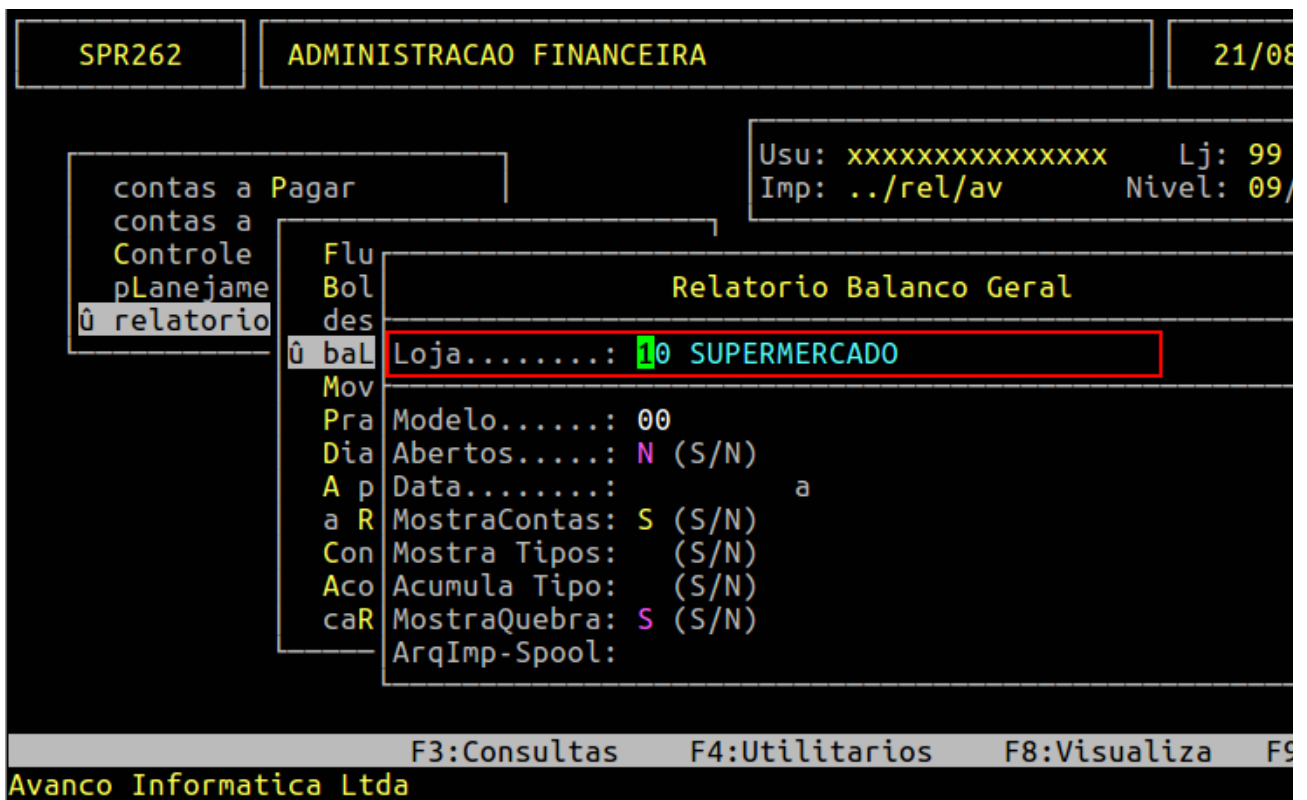 SPR262 ADMINISTRACAO FINANCEIRA 21/08
Usu: xxxxxxxxxxxxxxx Lj: 99
contas a Pagar Imp: ../rel/av Nivel: 09/
contas a
Controle Flu
pLanejame Bol Relatorio Balanco Geral
û relatorio des
û baL Loja........: 10 SUPERMERCADO
Mov
Pra Modelo......: 00
Dia Abertos.....: N (S/N)
A p Data........: a
a R MostraContas: S (S/N)
Con Mostra Tipos: (S/N)
Aco Acumula Tipo: (S/N)
caR MostraQuebra: S (S/N)
ArqImp-Spool:
F3:Consultas F4:Utilitarios F8:Visualiza F9
Avanco Informatica Ltda